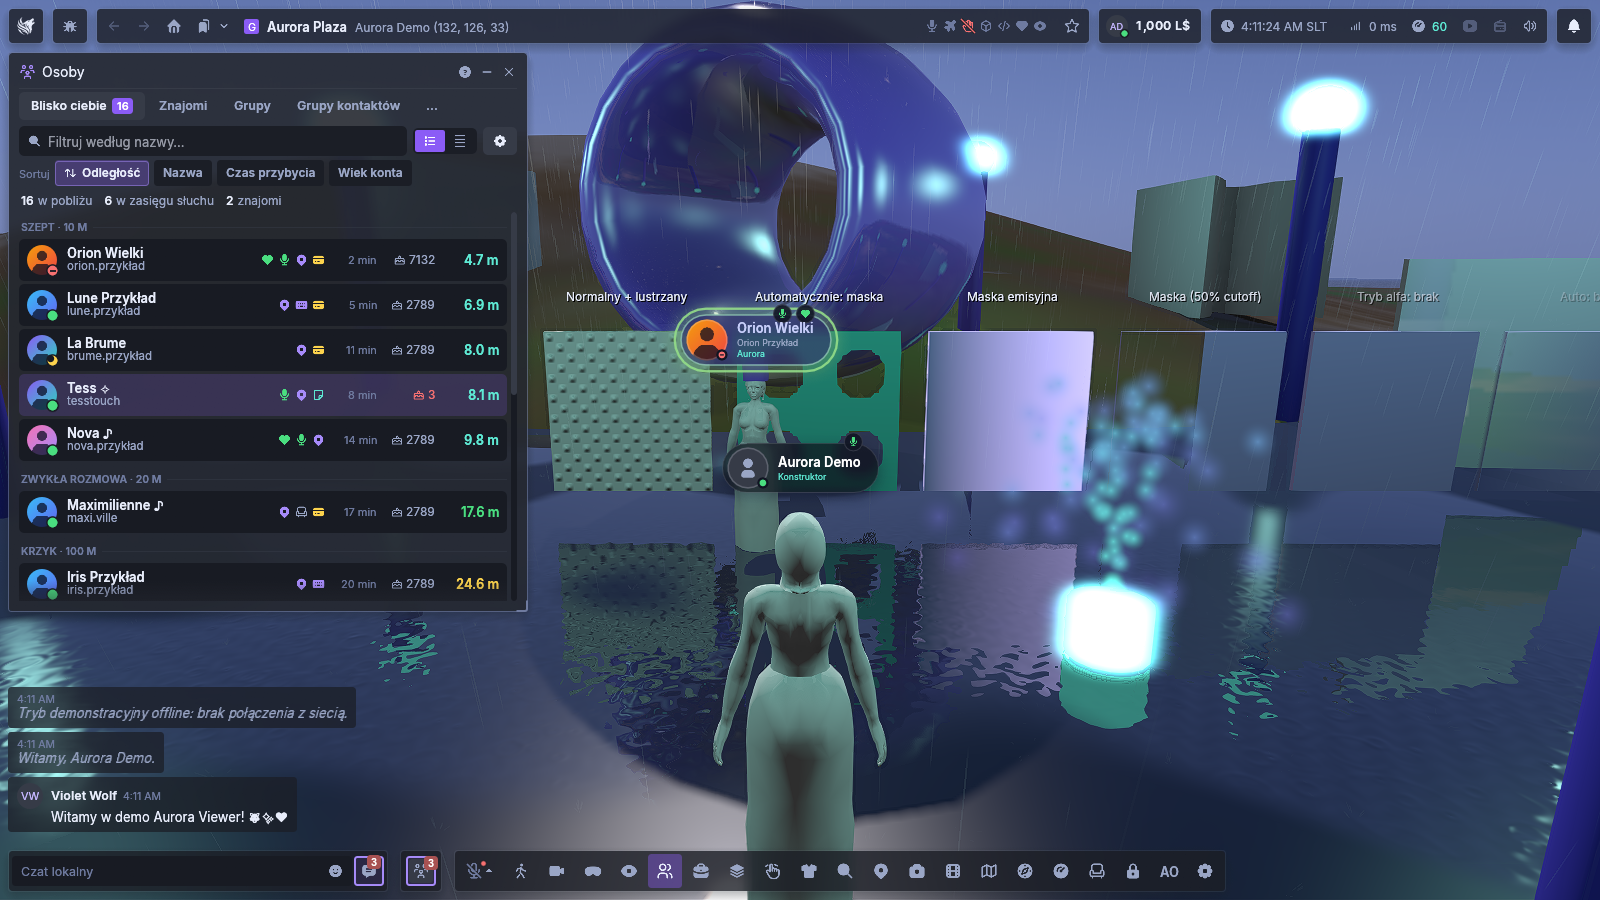 G Aurora Plaza Aurora Demo (132, 126, 33)
AD 1,000 L$
4:11:24 AM SLT 0 ms 60
Osoby
Blisko ciebie 16 Znajomi Grupy Grupy kontaktów ...
Filtruj według nazwy...
Sortuj Odległość Nazwa Czas przybycia Wiek konta
16 w pobliżu 6 w zasięgu słuchu 2 znajomi
SZEPT · 10 M
Orion Wielki
orion.przykład
2 min 7132 4.7 m
Lune Przykład
lune.przykład
5 min 2789 6.9 m
La Brume
brume.przykład
11 min 2789 8.0 m
Tess ✧
tesstouch
8 min 3 8.1 m
Nova ♪
nova.przykład
14 min 2789 9.8 m
ZWYKŁA ROZMOWA · 20 M
Maximilienne ♪
maxi.ville
17 min 2789 17.6 m
KRZYK · 100 M
Iris Przykład
iris.przykład
20 min 2789 24.6 m
Normalny + lustrzany
Automatycznie: maska
Maska emisyjna
Maska (50% cutoff)
Tryb alfa: brak
Auto: b
Orion Wielki
Orion Przykład
Aurora
Aurora Demo
Konstruktor
4:11 AM
Tryb demonstracyjny offline: brak połączenia z siecią.
4:11 AM
Witamy, Aurora Demo.
VW Violet Wolf 4:11 AM
Witamy w demo Aurora Viewer!
Czat lokalny
3
3
AO